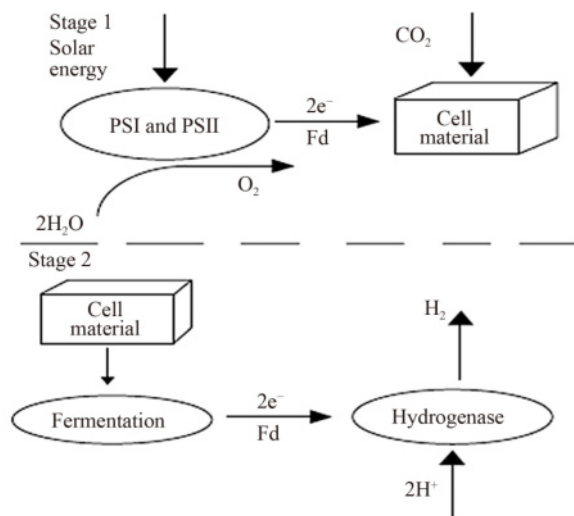 Stage 1
Solar
energy
CO₂
PSI and PSII
2e⁻
Fd
Cell
material
O₂
2H₂O
Stage 2
Cell
material
H₂
Fermentation
2e⁻
Fd
Hydrogenase
2H⁺